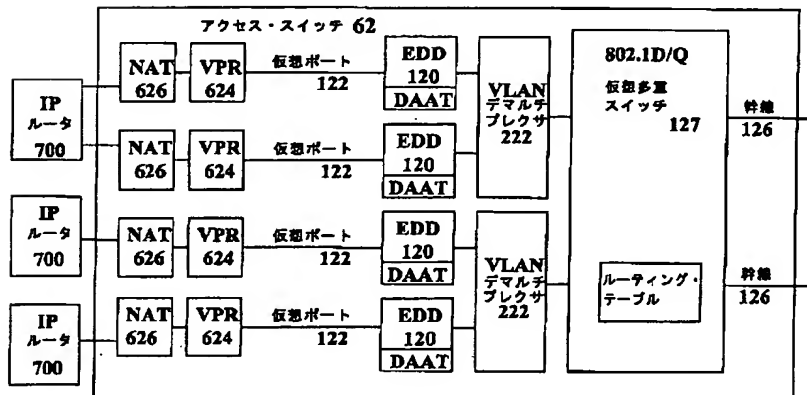 アクセス・スイッチ 62
IP
ルータ
700
IP
ルータ
700
IP
ルータ
700
NAT
626
VPR
624
仮想ポート
122
EDD
120
DAAT
NAT
626
VPR
624
仮想ポート
122
EDD
120
DAAT
NAT
626
VPR
624
仮想ポート
122
EDD
120
DAAT
NAT
626
VPR
624
仮想ポート
122
EDD
120
DAAT
VLAN
デマルチ
プレクサ
222
VLAN
デマルチ
プレクサ
222
802.1D/Q
仮想多重
スイッチ
127
ルーティング・
テーブル
幹線
126
幹線
126